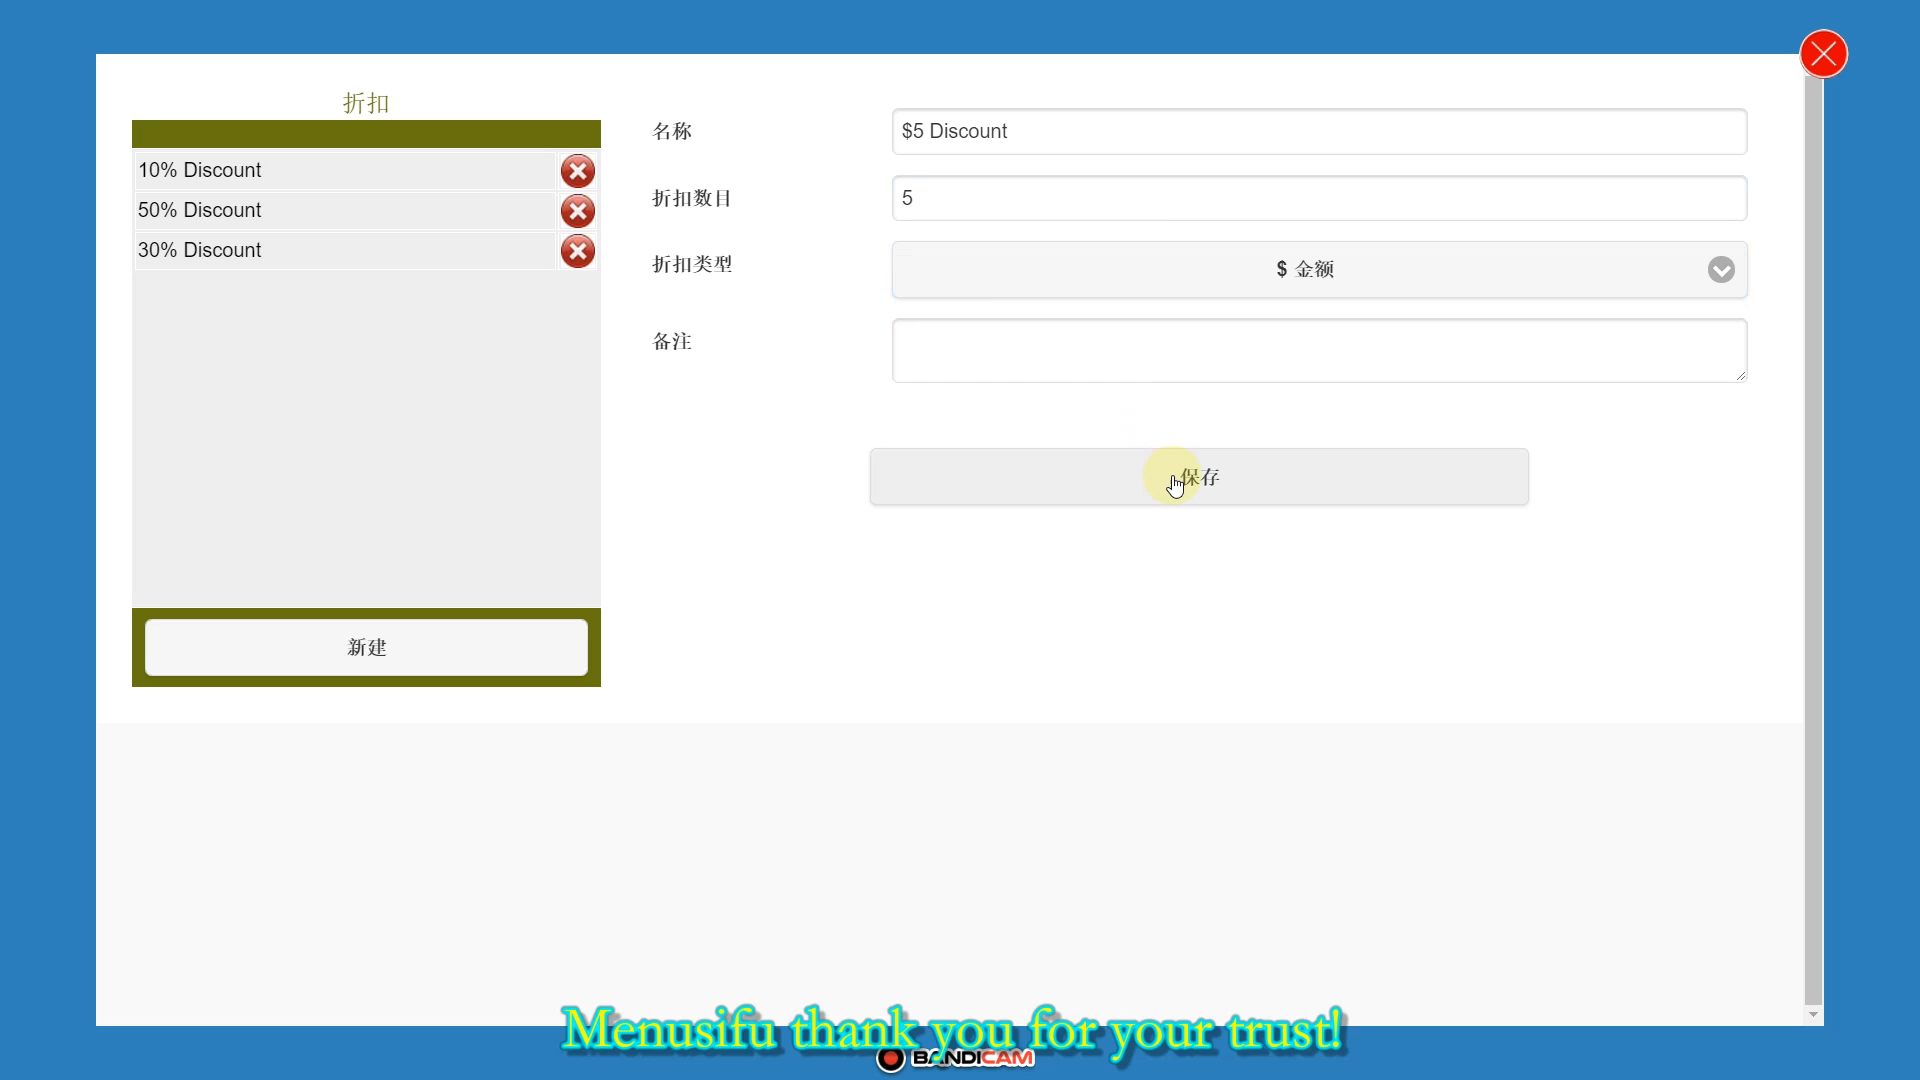 折扣
10% Discount
50% Discount
30% Discount
新建
名称
$5 Discount
折扣数目
5
折扣类型
$ 金额
备注
保存
Menusifu thank you for your trust!
BANDICAM